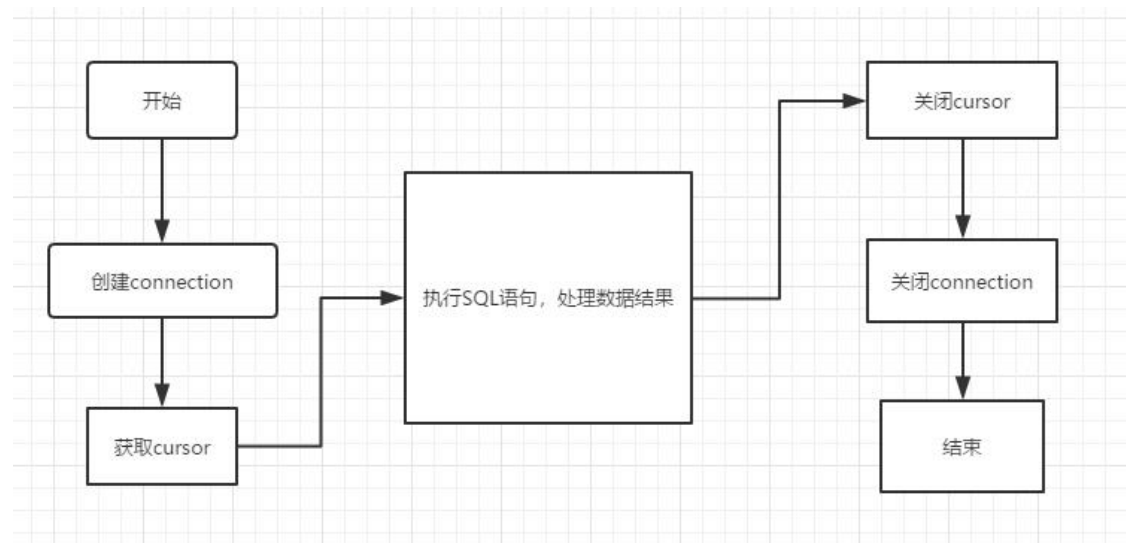 开始
创建connection
获取cursor
执行SQL语句，处理数据结果
关闭cursor
关闭connection
结束